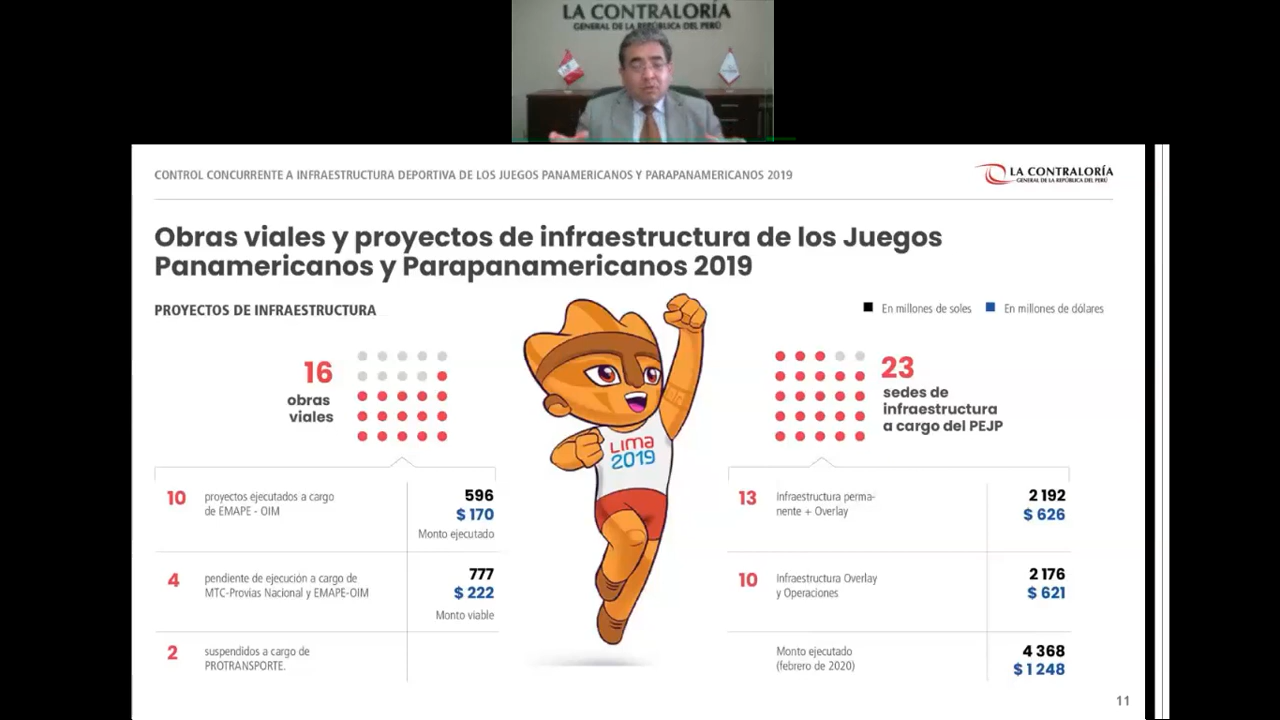 LA CONTRALORÍA
GENERAL DE LA REPÚBLICA DEL PERÚ
CONTROL CONCURRENTE A INFRAESTRUCTURA DEPORTIVA DE LOS JUEGOS PANAMERICANOS Y PARAPANAMERICANOS 2019
LA CONTRALORÍA
GENERAL DE LA REPÚBLICA DEL PERÚ
Obras viales y proyectos de infraestructura de los Juegos
Panamericanos y Parapanamericanos 2019
PROYECTOS DE INFRAESTRUCTURA
En millones de soles
En millones de dólares
16
obras
viales
10
proyectos ejecutados a cargo
de EMAPE - OIM
596
$ 170
Monto ejecutado
4
pendiente de ejecución a cargo de
MTC-Provias Nacional y EMAPE-OIM
777
$ 222
Monto viable
2
suspendidos a cargo de
PROTRANSPORTE.
LIMA
2019
23
sedes de
infraestructura
a cargo del PEJP
13
Infraestructura perma-
nente + Overlay
2 192
$ 626
10
Infraestructura Overlay
y Operaciones
2 176
$ 621
Monto ejecutado
(febrero de 2020)
4 368
$ 1 248
11